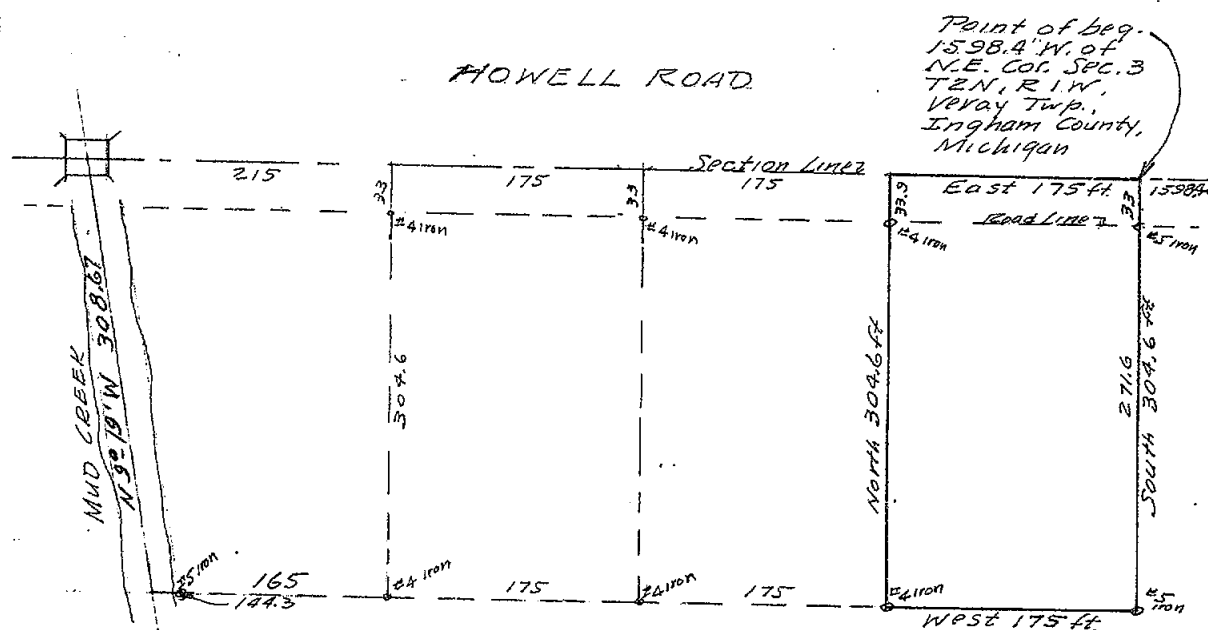 Point of beg.
1598.4' W. of
N.E. Cor. Sec. 3
T2N, R1W,
Vevay Twp.,
Ingham County,
Michigan
HOWELL ROAD
215
175
Section Line
175
East 175 ft.
33
33
33.9
33
#4 iron
#4 iron
#4 iron
Road Line
#5 iron
MUD CREEK
N 9° 19' W 308.67
304.6
North 304.6 ft
271.6
South 304.6 ft
#5 iron
165
144.3
#4 iron
175
#4 iron
175
#4 iron
West 175 ft.
#5 iron